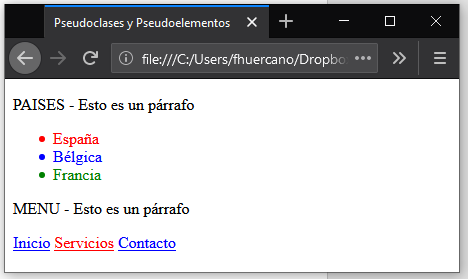 Pseudoclases y Pseudoelementos
file:///C:/Users/fhuercano/Dropbo
PAISES - Esto es un párrafo
España
Bélgica
Francia
MENU - Esto es un párrafo
Inicio Servicios Contacto